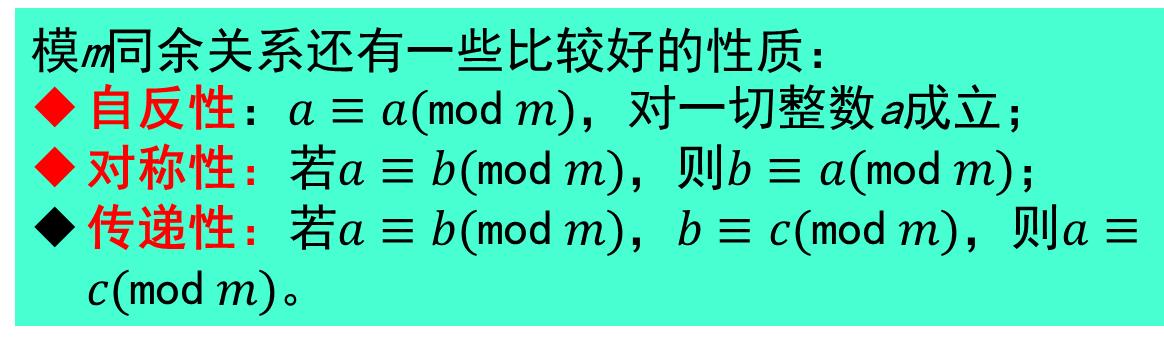 模m同余关系还有一些比较好的性质：
◆自反性：a ≡ a(mod m)，对一切整数a成立；
◆对称性：若a ≡ b(mod m)，则b ≡ a(mod m)；
◆传递性：若a ≡ b(mod m)，b ≡ c(mod m)，则a ≡
c(mod m)。